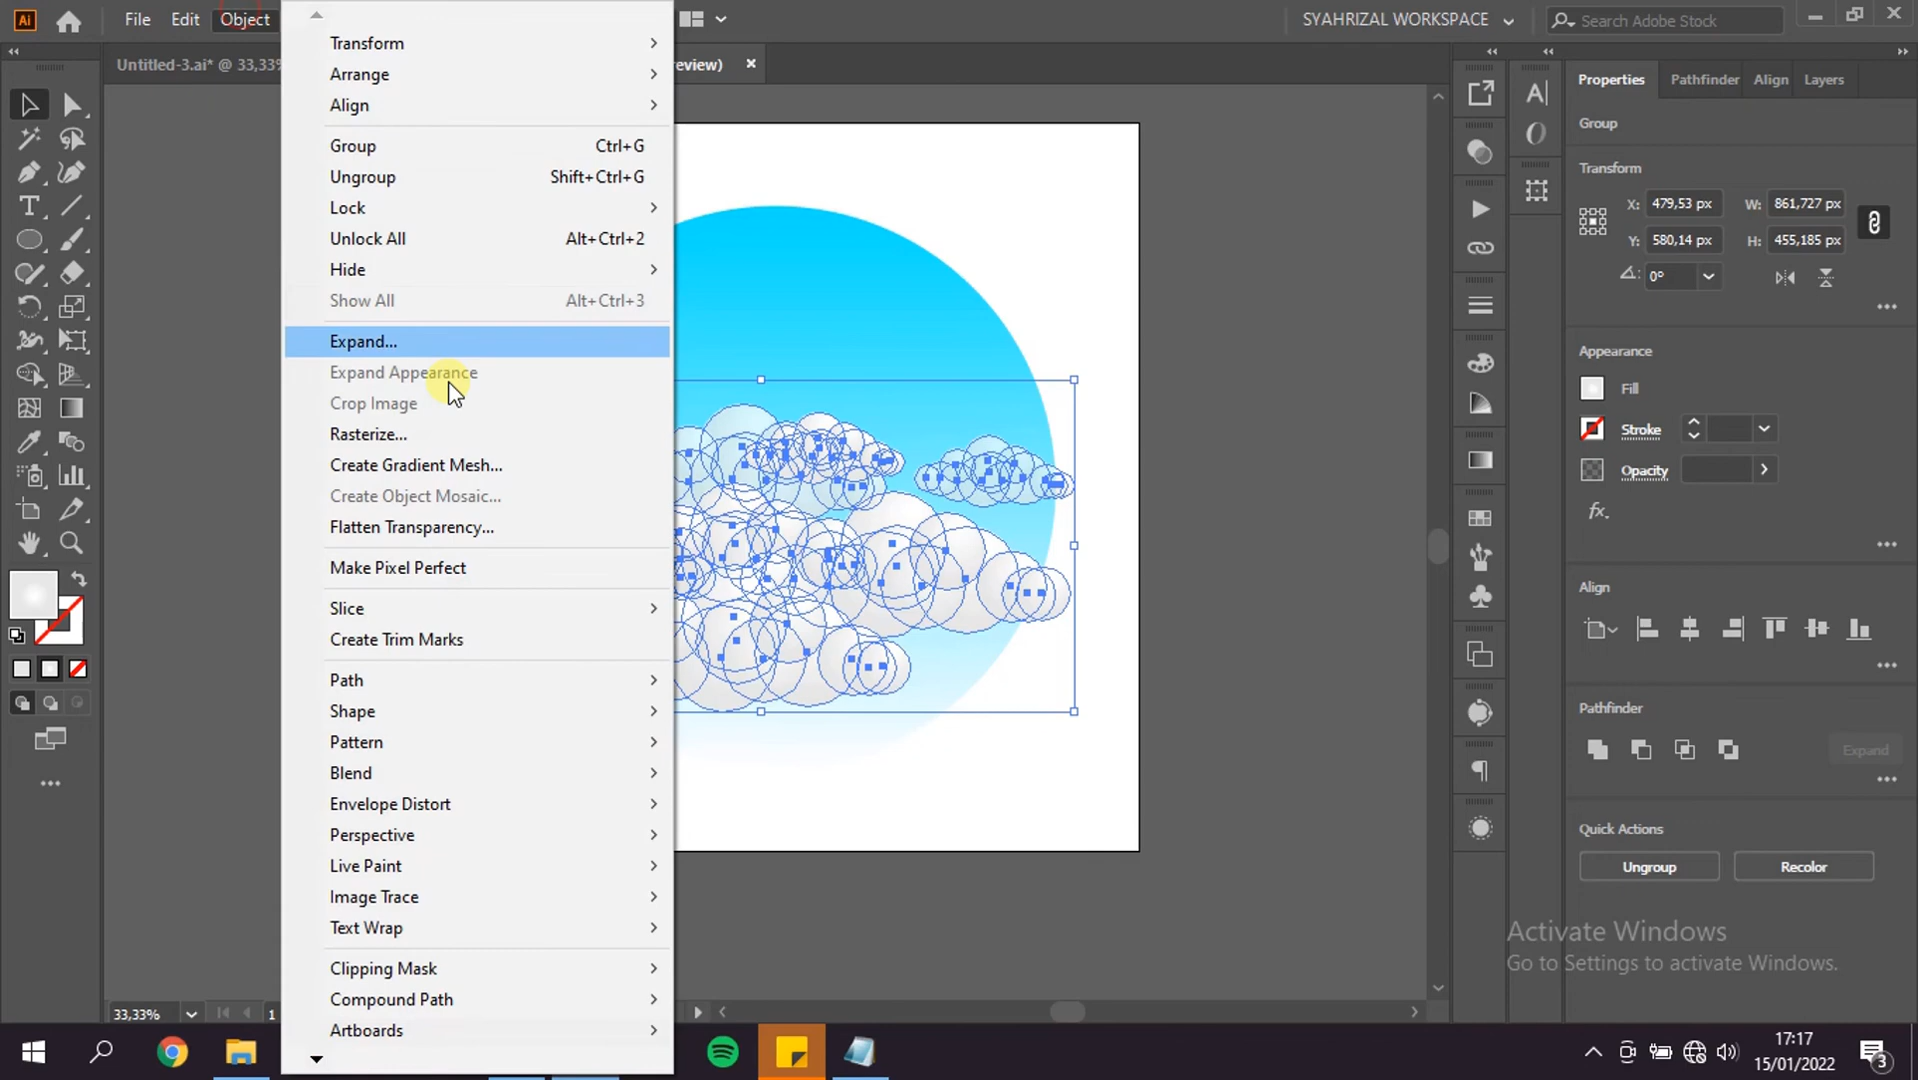 Ai
File
Edit
Object
SYAHRIZAL WORKSPACE
Search Adobe Stock
Untitled-3.ai* @ 33,33%
review)
Transform
Arrange
Align
Group Ctrl+G
Ungroup Shift+Ctrl+G
Lock
Unlock All Alt+Ctrl+2
Hide
Show All Alt+Ctrl+3
Expand...
Expand Appearance
Crop Image
Rasterize...
Create Gradient Mesh...
Create Object Mosaic...
Flatten Transparency...
Make Pixel Perfect
Slice
Create Trim Marks
Path
Shape
Pattern
Blend
Envelope Distort
Perspective
Live Paint
Image Trace
Text Wrap
Clipping Mask
Compound Path
Artboards
Properties Pathfinder Align Layers
Group
Transform
X: 479,53 px W: 861,727 px
Y: 580,14 px H: 455,185 px
0°
Appearance
Fill
Stroke
Opacity
fx.
Align
Pathfinder
Expand
Quick Actions
Ungroup Recolor
Activate Windows
Go to Settings to activate Windows.
33,33%
1
17:17
15/01/2022
3